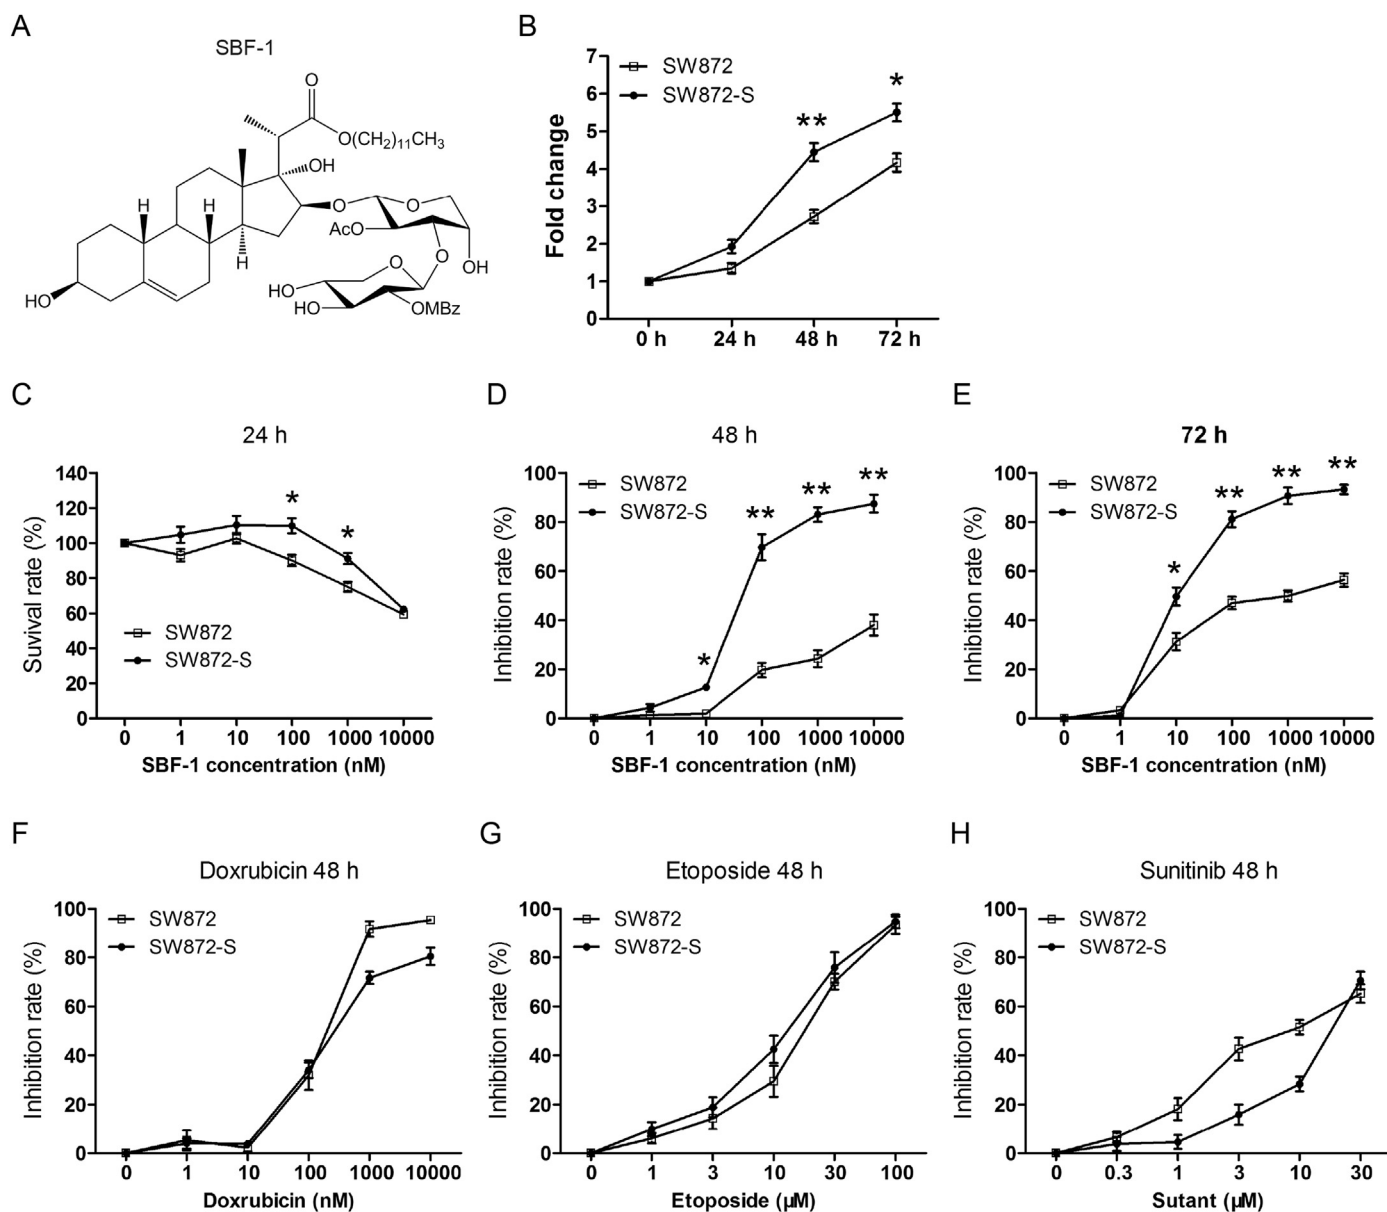 A
SBF-1
O
O(CH2)11CH3
OH
H
H
H
O
O
AcO
O
OH
O
HO
HO
OMBz
HO
B
SW872
SW872-S
Fold change
7
6
5
4
3
2
1
0
**
*
0 h 24 h 48 h 72 h
C
24 h
Suvival rate (%)
140
120
100
80
60
40
20
0
*
*
SW872
SW872-S
0 1 10 100 1000 10000
SBF-1 concentration (nM)
D
48 h
Inhibition rate (%)
100
80
60
40
20
0
SW872
SW872-S
*
**
**
**
0 1 10 100 1000 10000
SBF-1 concentration (nM)
E
72 h
Inhibition rate (%)
100
80
60
40
20
0
SW872
SW872-S
*
**
**
**
0 1 10 100 1000 10000
SBF-1 concentration (nM)
F
Doxrubicin 48 h
Inhibition rate (%)
100
80
60
40
20
0
SW872
SW872-S
0 1 10 100 1000 10000
Doxrubicin (nM)
G
Etoposide 48 h
Inhibition rate (%)
100
80
60
40
20
0
SW872
SW872-S
0 1 3 10 30 100
Etoposide (μM)
H
Sunitinib 48 h
Inhibition rate (%)
100
80
60
40
20
0
SW872
SW872-S
0 0.3 1 3 10 30
Sutant (μM)